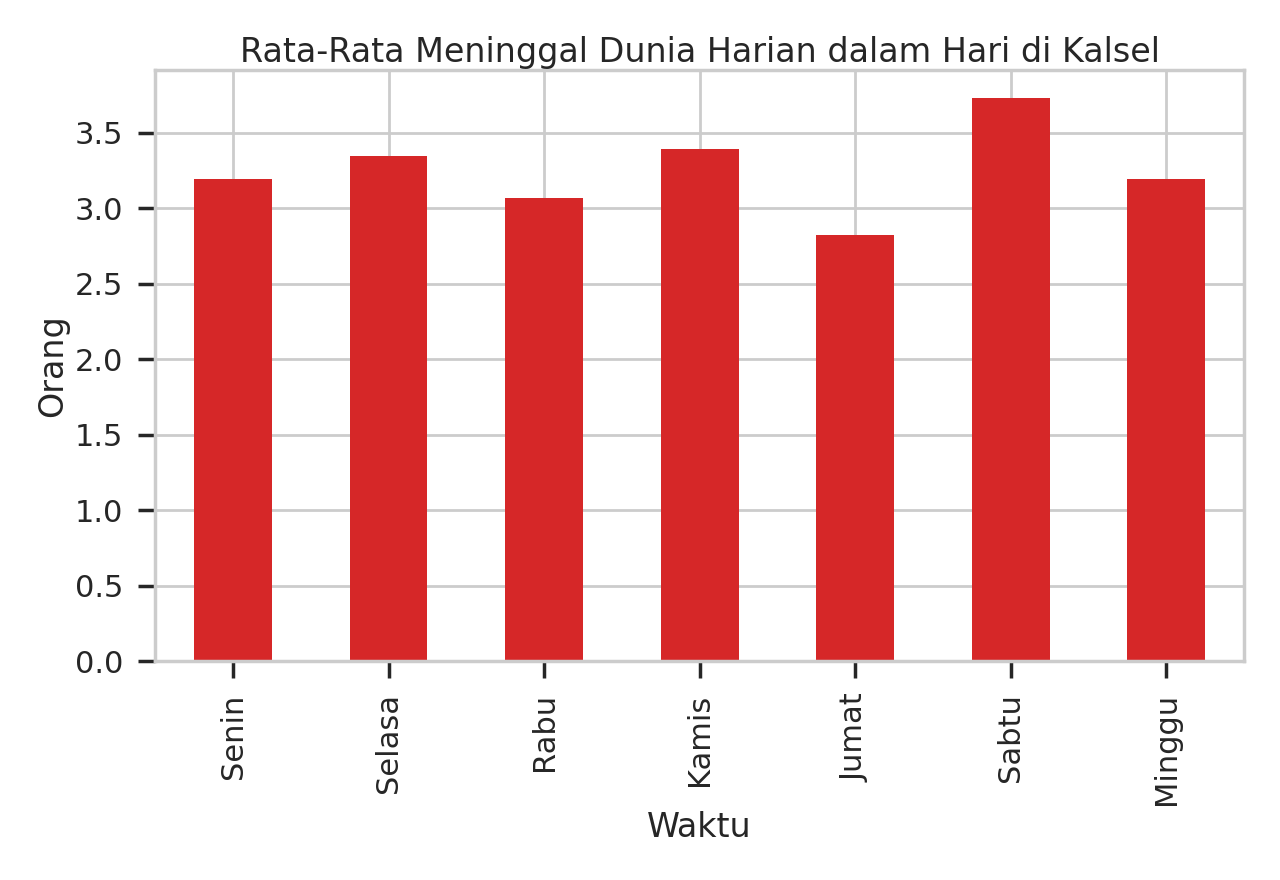 Rata-Rata Meninggal Dunia Harian dalam Hari di Kalsel
3.5
3.0
2.5
2.0
1.5
1.0
0.5
0.0
Orang
Senin
Selasa
Rabu
Kamis
Jumat
Sabtu
Minggu
Waktu